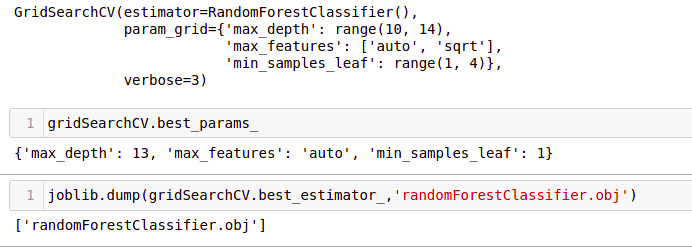 GridSearchCV(estimator=RandomForestClassifier(),
             param_grid={'max_depth': range(10, 14),
                         'max_features': ['auto', 'sqrt'],
                         'min_samples_leaf': range(1, 4)},
             verbose=3)
1 gridSearchCV.best_params_
{'max_depth': 13, 'max_features': 'auto', 'min_samples_leaf': 1}
1 joblib.dump(gridSearchCV.best_estimator_,'randomForestClassifier.obj')
['randomForestClassifier.obj']